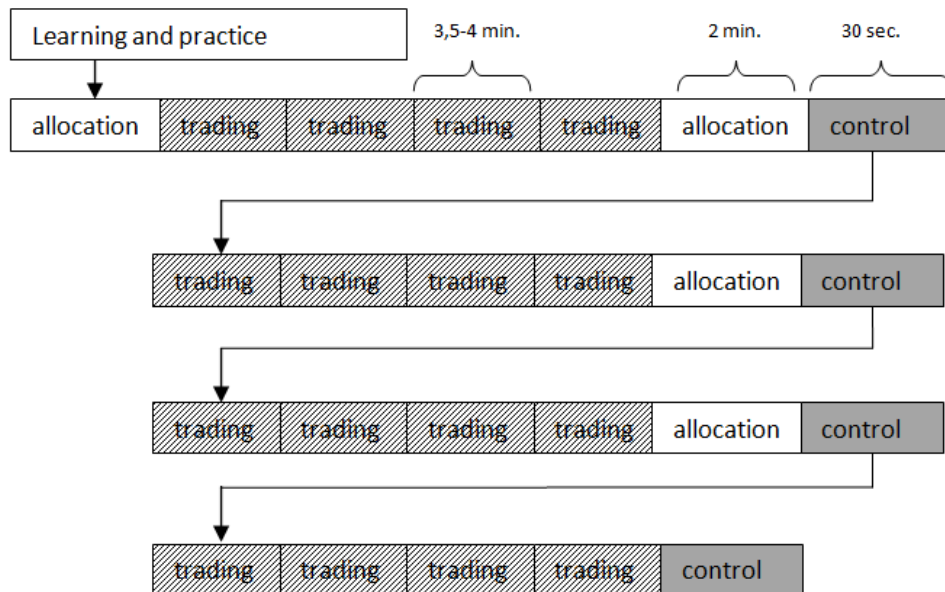 Learning and practice 3,5-4 min. 2 min. 30 sec.
allocation trading trading trading trading allocation control
trading trading trading trading allocation control
trading trading trading trading allocation control
trading trading trading trading control